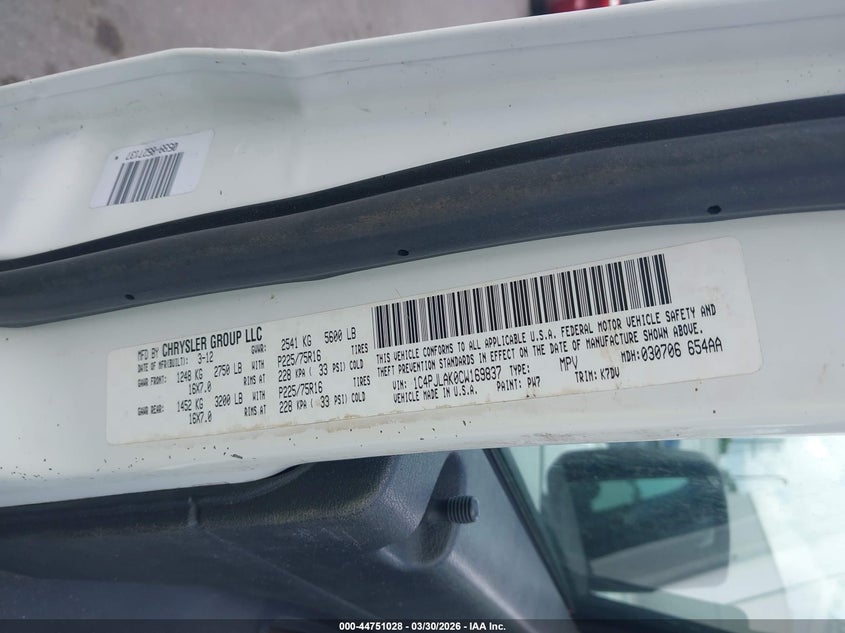 0539-0527137
MFD BY CHRYSLER GROUP LLC
DATE OF MFR(BUILT): 3-12 GVWR: 2541 KG 5600 LB
GAWR FRONT: 1248 KG 2750 LB P225/75R16 TIRES
16X7.0 RIMS AT 228 KPA ( 33 PSI) COLD
GAWR REAR: 1452 KG 3200 LB P225/75R16 TIRES
16X7.0 RIMS AT 228 KPA ( 33 PSI) COLD
THIS VEHICLE CONFORMS TO ALL APPLICABLE U.S.A. FEDERAL MOTOR VEHICLE SAFETY AND
THEFT PREVENTION STANDARDS IN EFFECT ON THE DATE OF MANUFACTURE SHOWN ABOVE.
VIN: 1C4PJLAK0CW169837 TYPE: MPV MDH: 030706 654AA
VEHICLE MADE IN U.S.A. PAINT: PW7 TRIM: K7DV
000-44751028 — 03/30/2026 — IAA Inc.